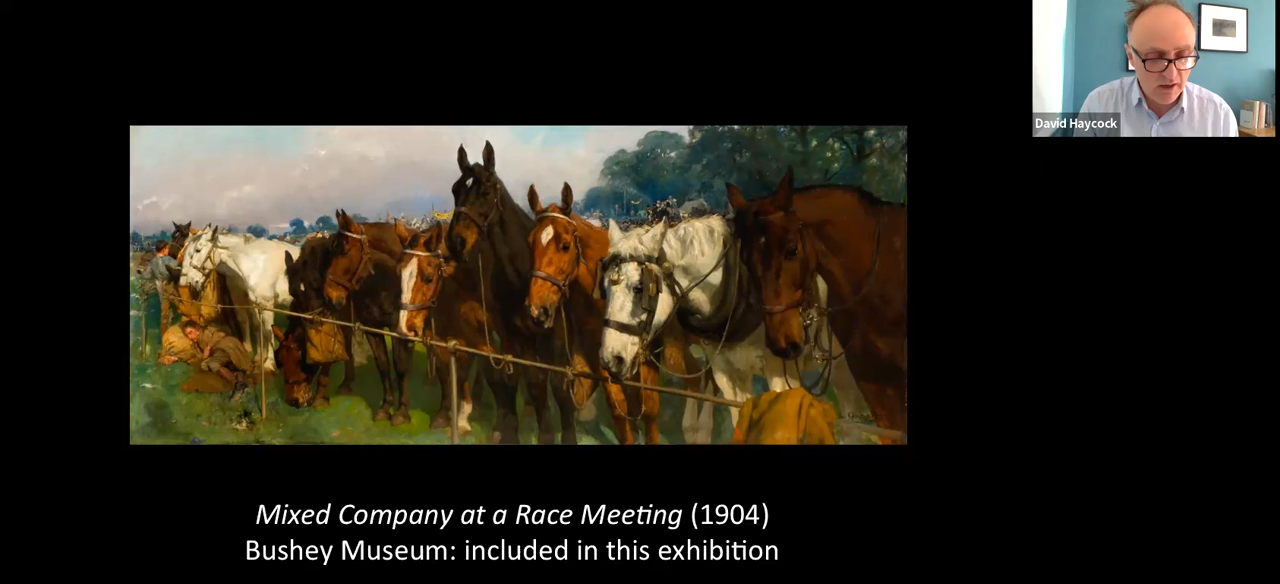 David Haycock
Mixed Company at a Race Meeting (1904)
Bushey Museum: included in this exhibition